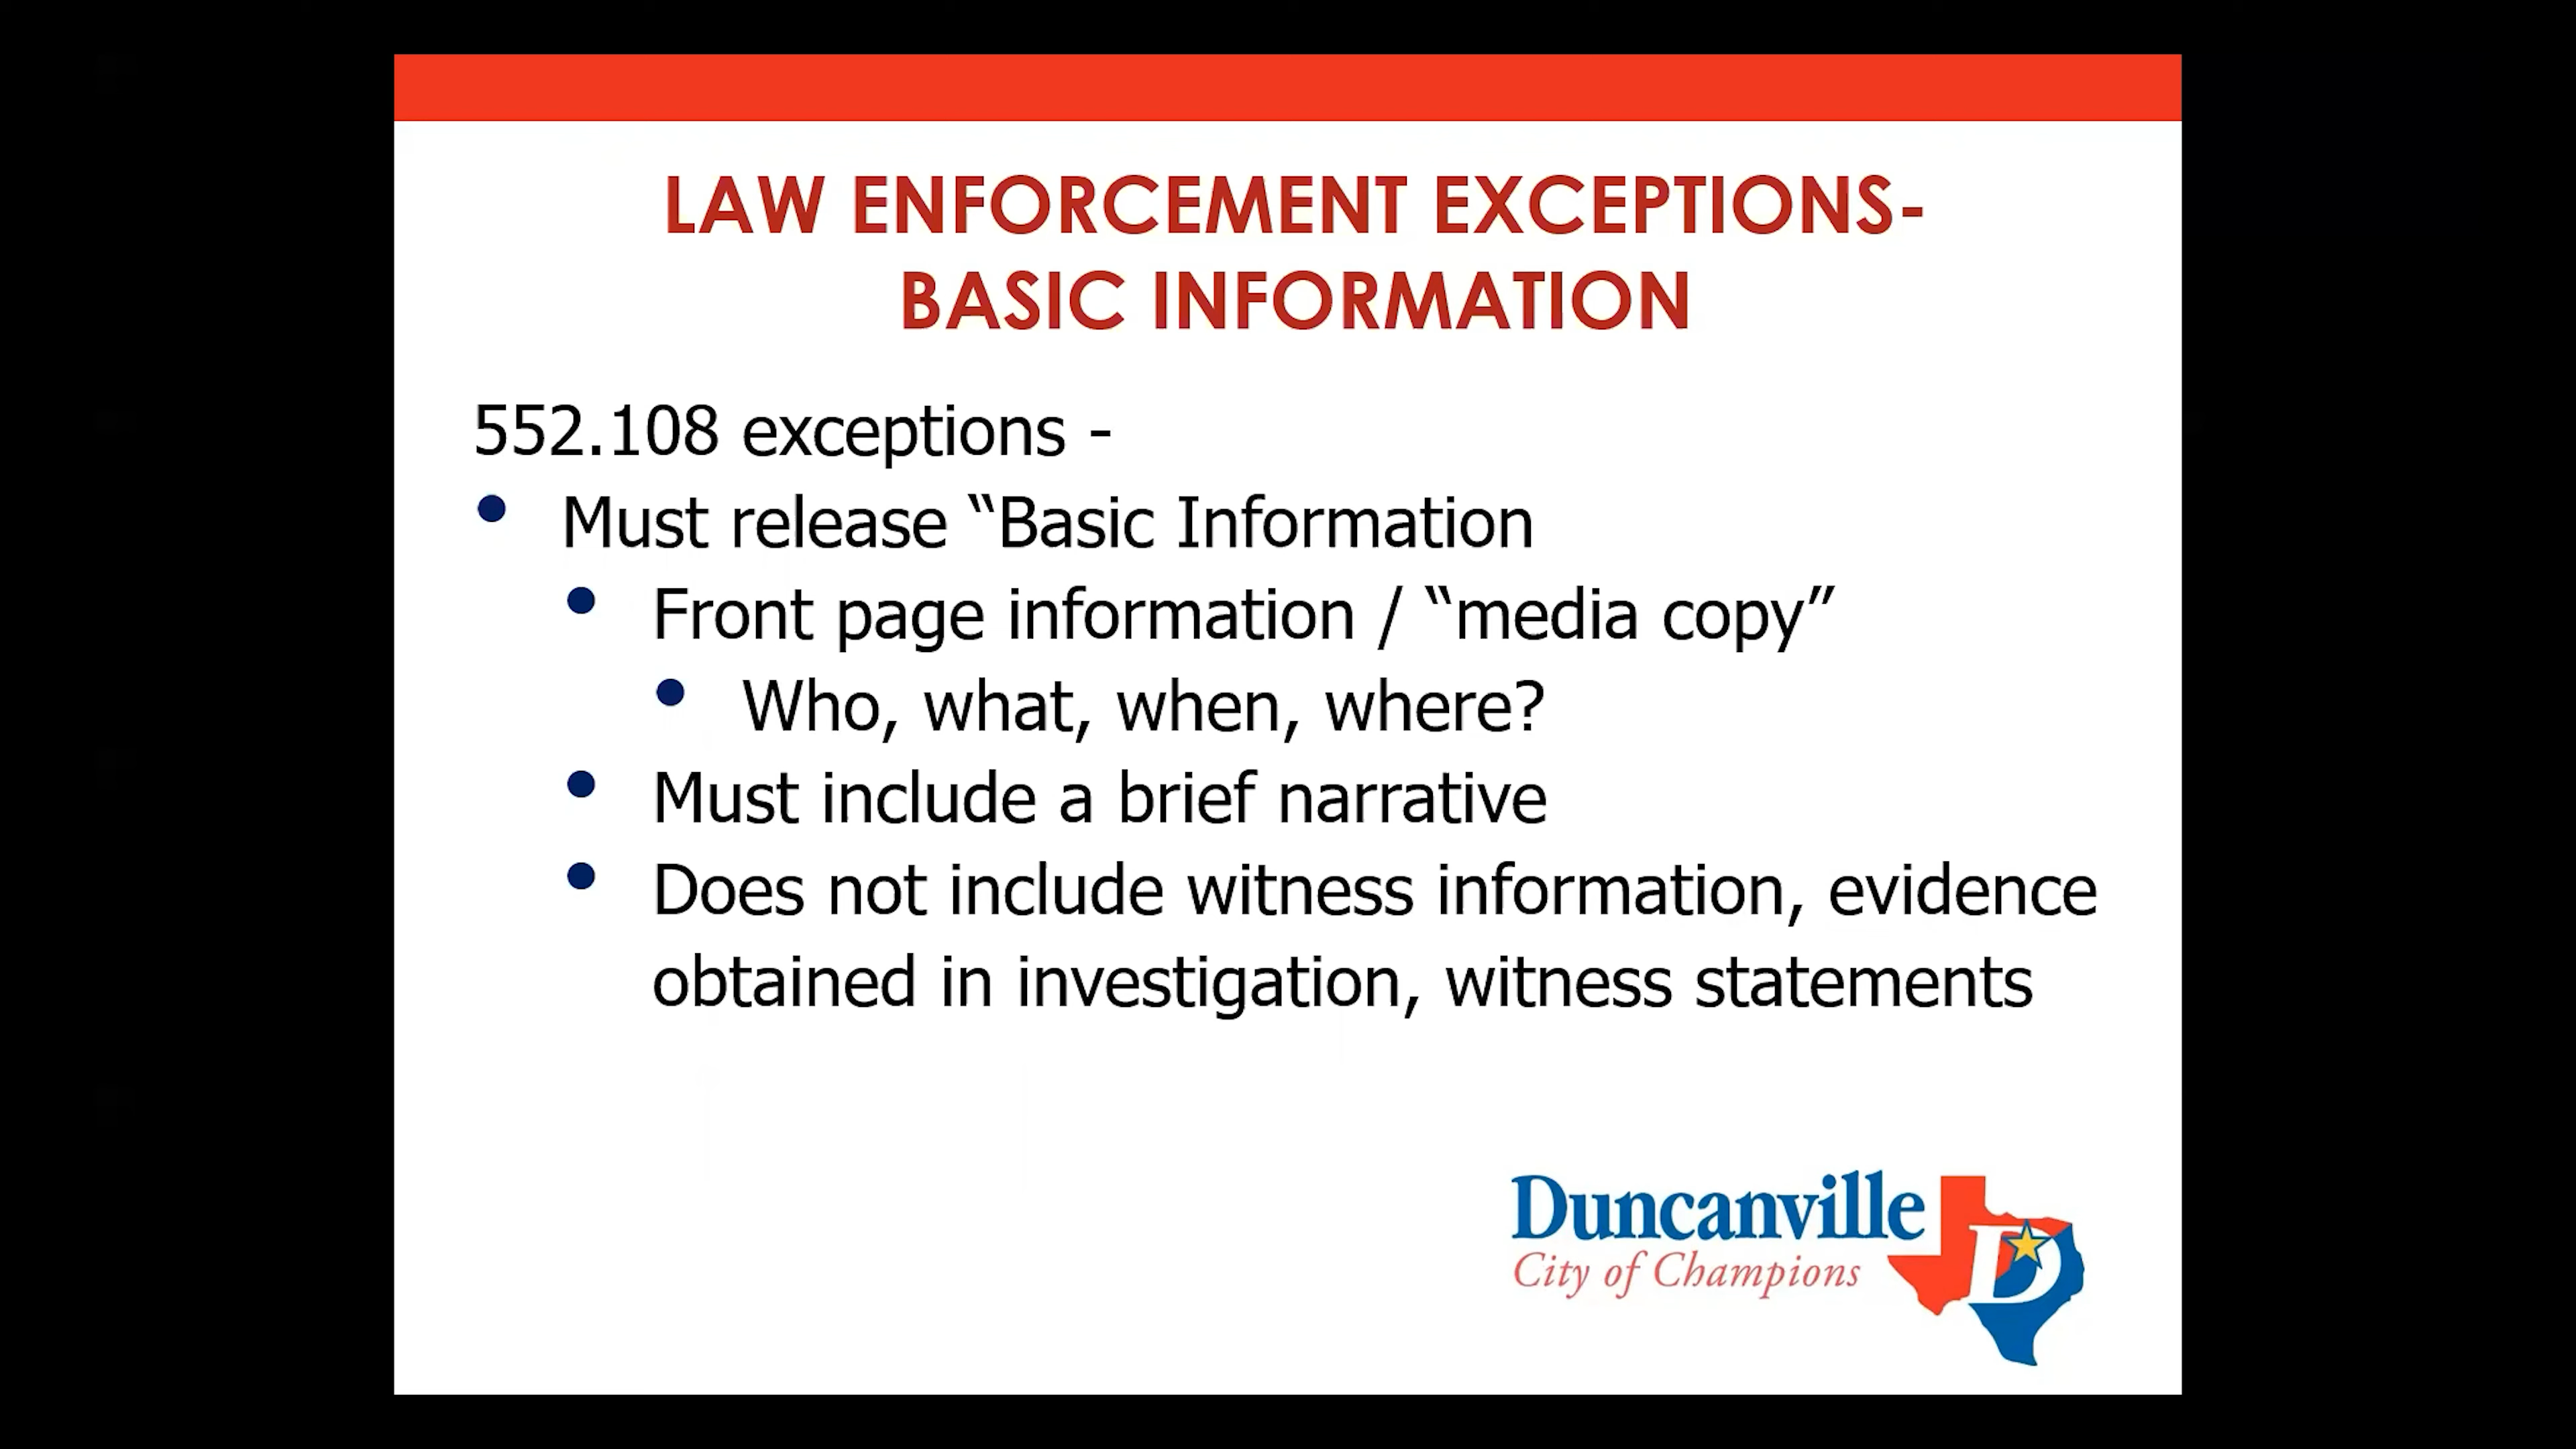 LAW ENFORCEMENT EXCEPTIONS-
BASIC INFORMATION
552.108 exceptions -
• Must release “Basic Information
• Front page information / “media copy”
• Who, what, when, where?
• Must include a brief narrative
• Does not include witness information, evidence
obtained in investigation, witness statements
Duncanville
City of Champions
D